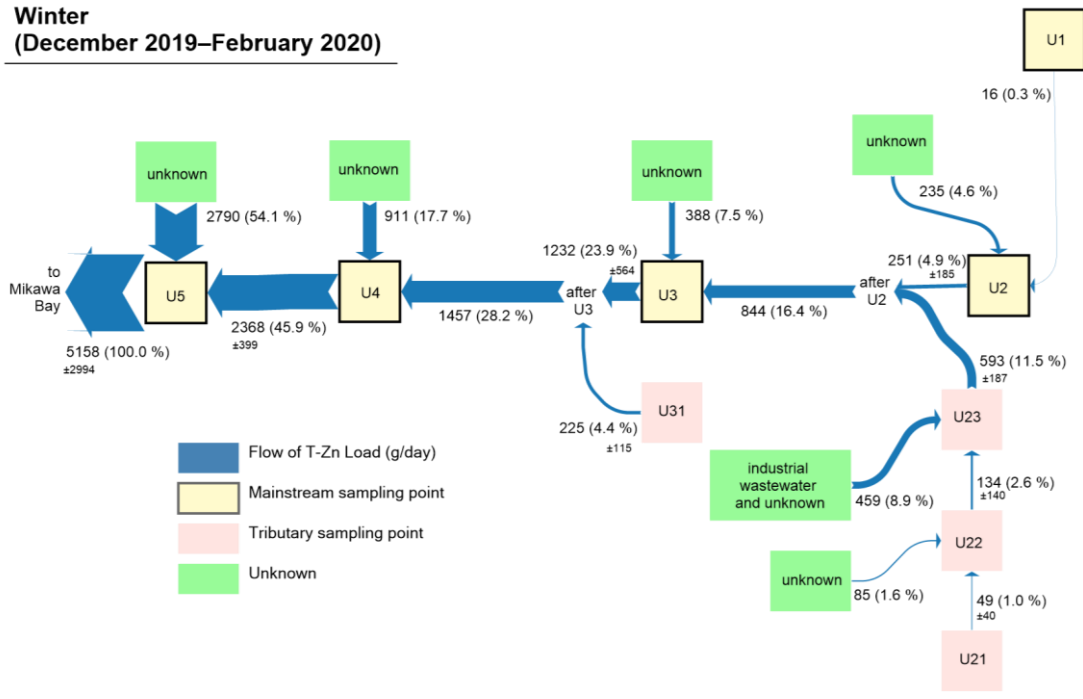 Winter
(December 2019–February 2020)
U1
16 (0.3 %)
unknown
235 (4.6 %)
unknown
2790 (54.1 %)
unknown
911 (17.7 %)
unknown
388 (7.5 %)
1232 (23.9 %)
±564
251 (4.9 %)
±185
to
Mikawa
Bay
U5
U4
after
U3
U3
after
U2
U2
5158 (100.0 %)
±2994
2368 (45.9 %)
±399
1457 (28.2 %)
844 (16.4 %)
593 (11.5 %)
±187
U31
225 (4.4 %)
±115
U23
industrial
wastewater
and unknown
459 (8.9 %)
134 (2.6 %)
±140
U22
unknown
85 (1.6 %)
49 (1.0 %)
±40
U21
Flow of T-Zn Load (g/day)
Mainstream sampling point
Tributary sampling point
Unknown